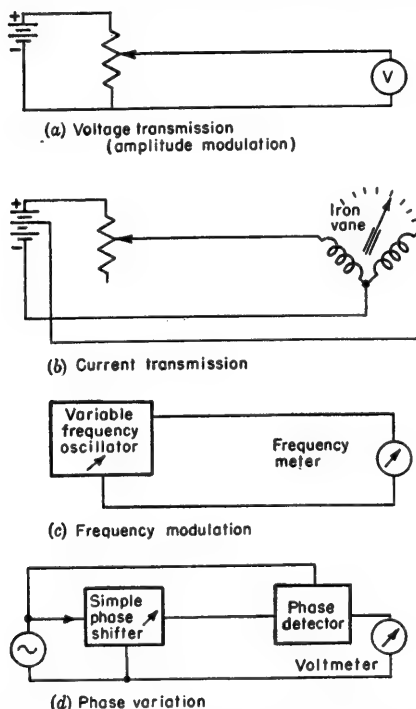 +
-
V
(a) Voltage transmission
(amplitude modulation)
+
-
Iron
vane
(b) Current transmission
Variable
frequency
oscillator
Frequency
meter
(c) Frequency modulation
Simple
phase
shifter
Phase
detector
Voltmeter
(d) Phase variation